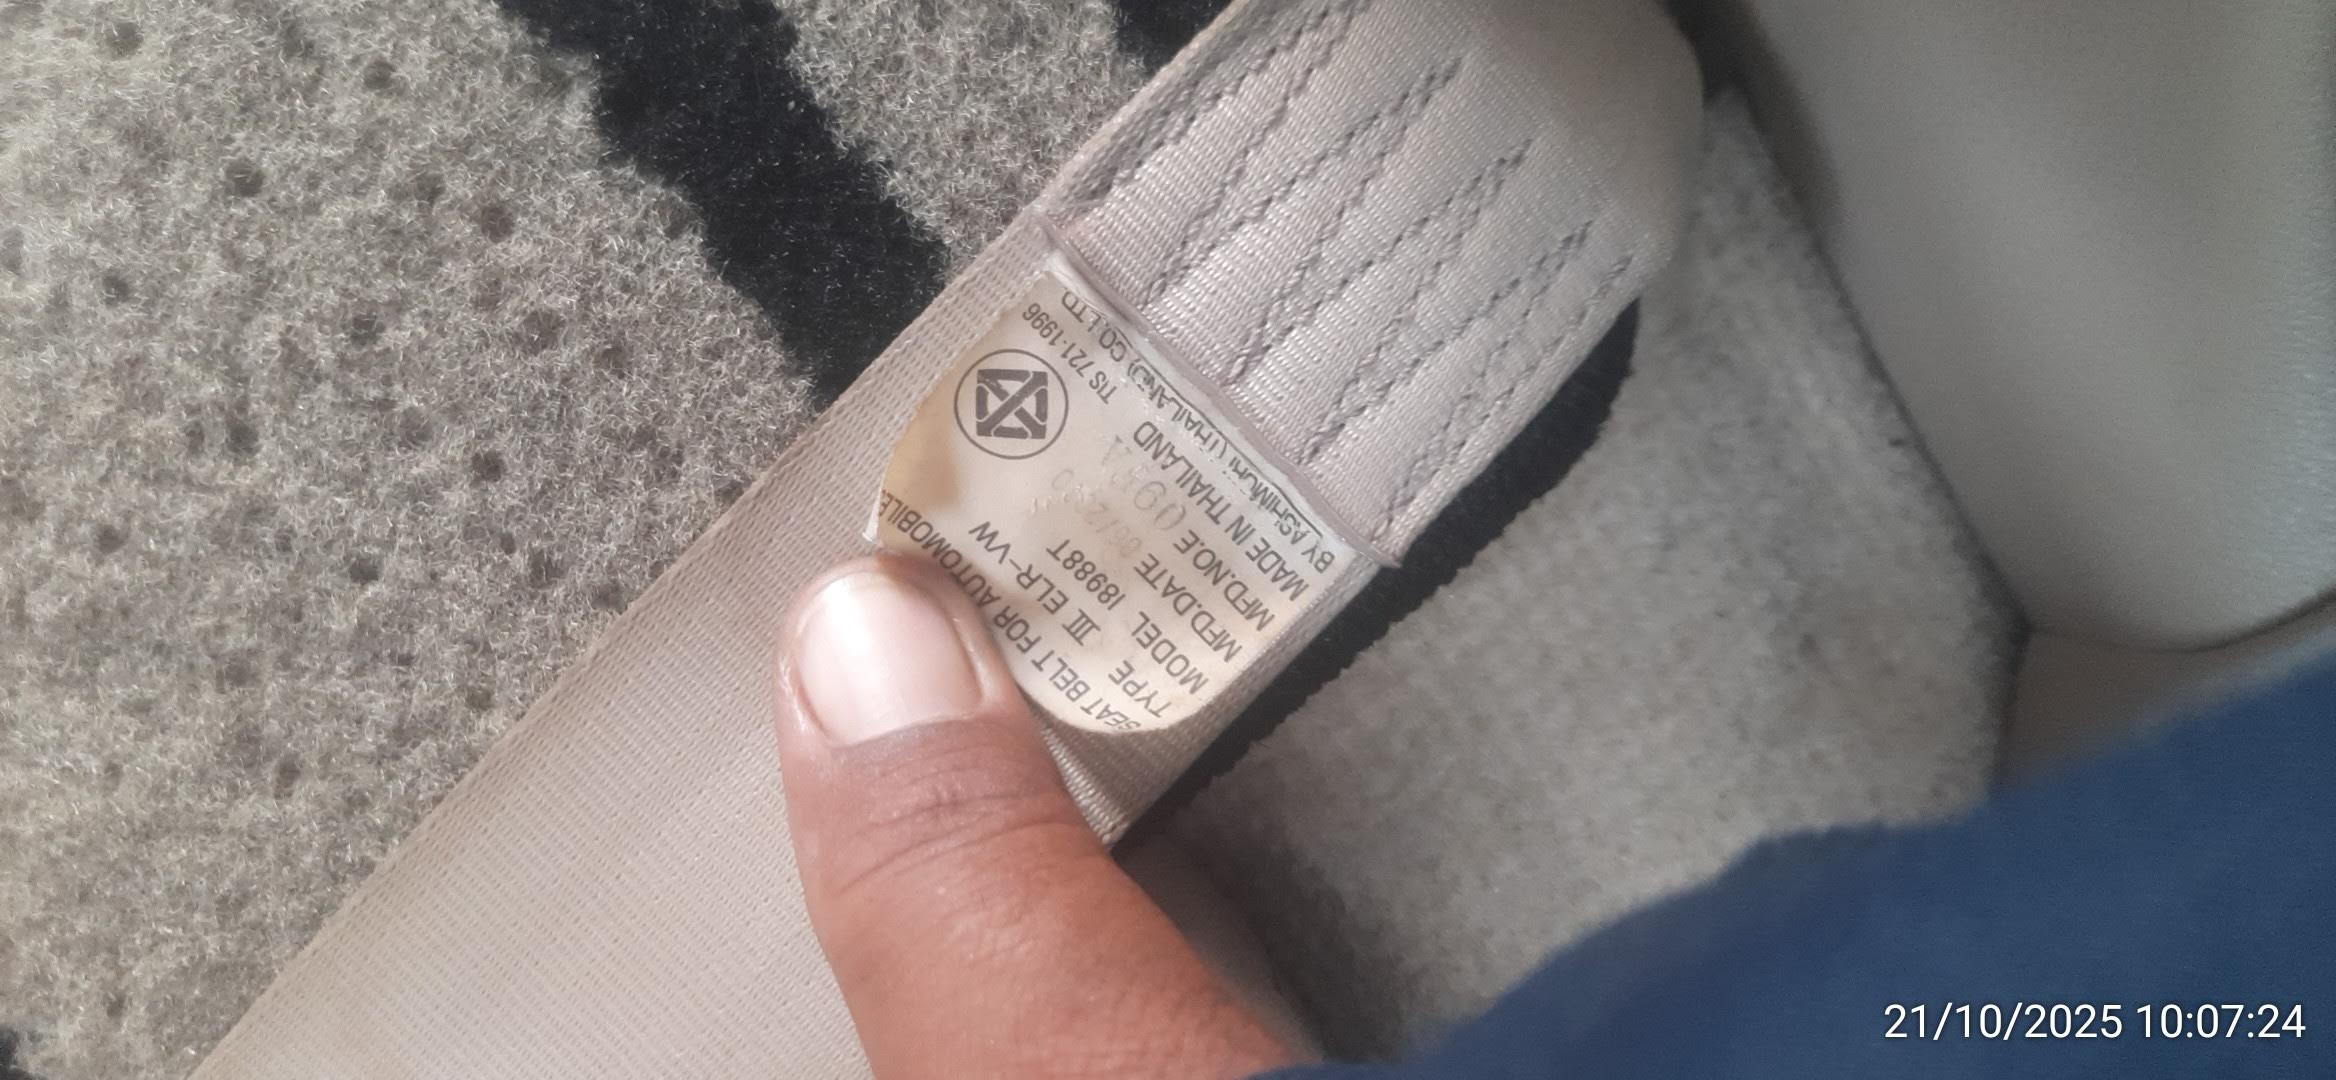 SEAT BELT FOR AUTOMOBILE
TYPE III ELR-VW
MODEL 18988T
MFD.DATE
MFD.NO.E
MADE IN THAILAND
BY ASHIMORI (THAILAND) CO.,LTD
TIS 721-1996
21/10/2025 10:07:24